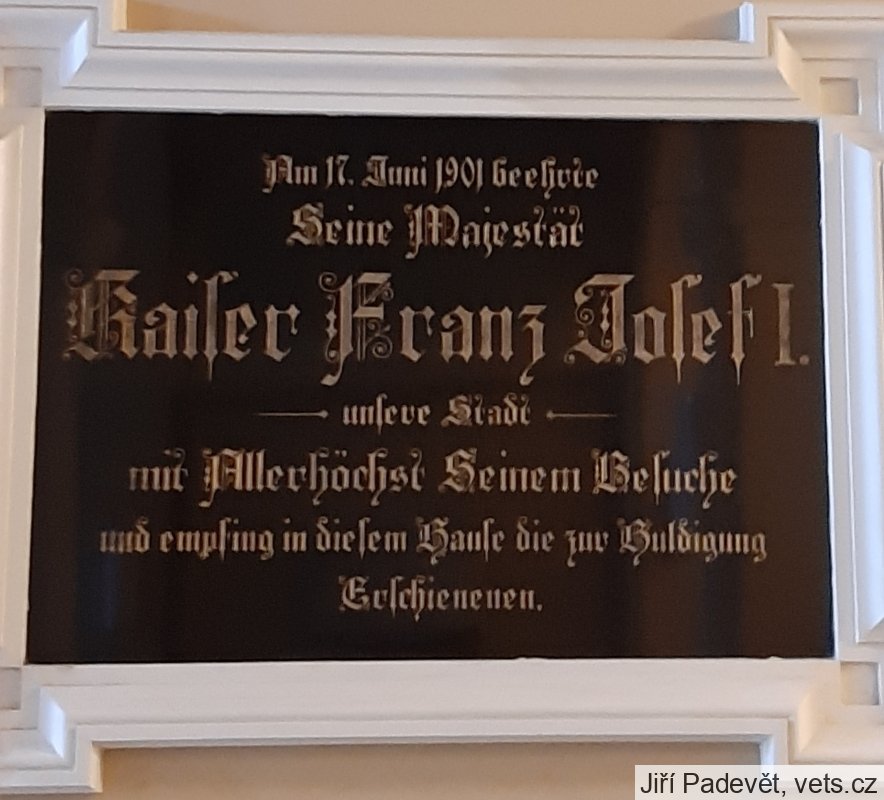 Am 17. Juni 1901 beehrte
Seine Majestät
Kaiser Franz Josef I.
unsere Stadt
mit Allerhöchst Seinem Besuche
und empfing in diesem Hause die zur Huldigung
Erschienenen.
Jiří Padevět, vets.cz